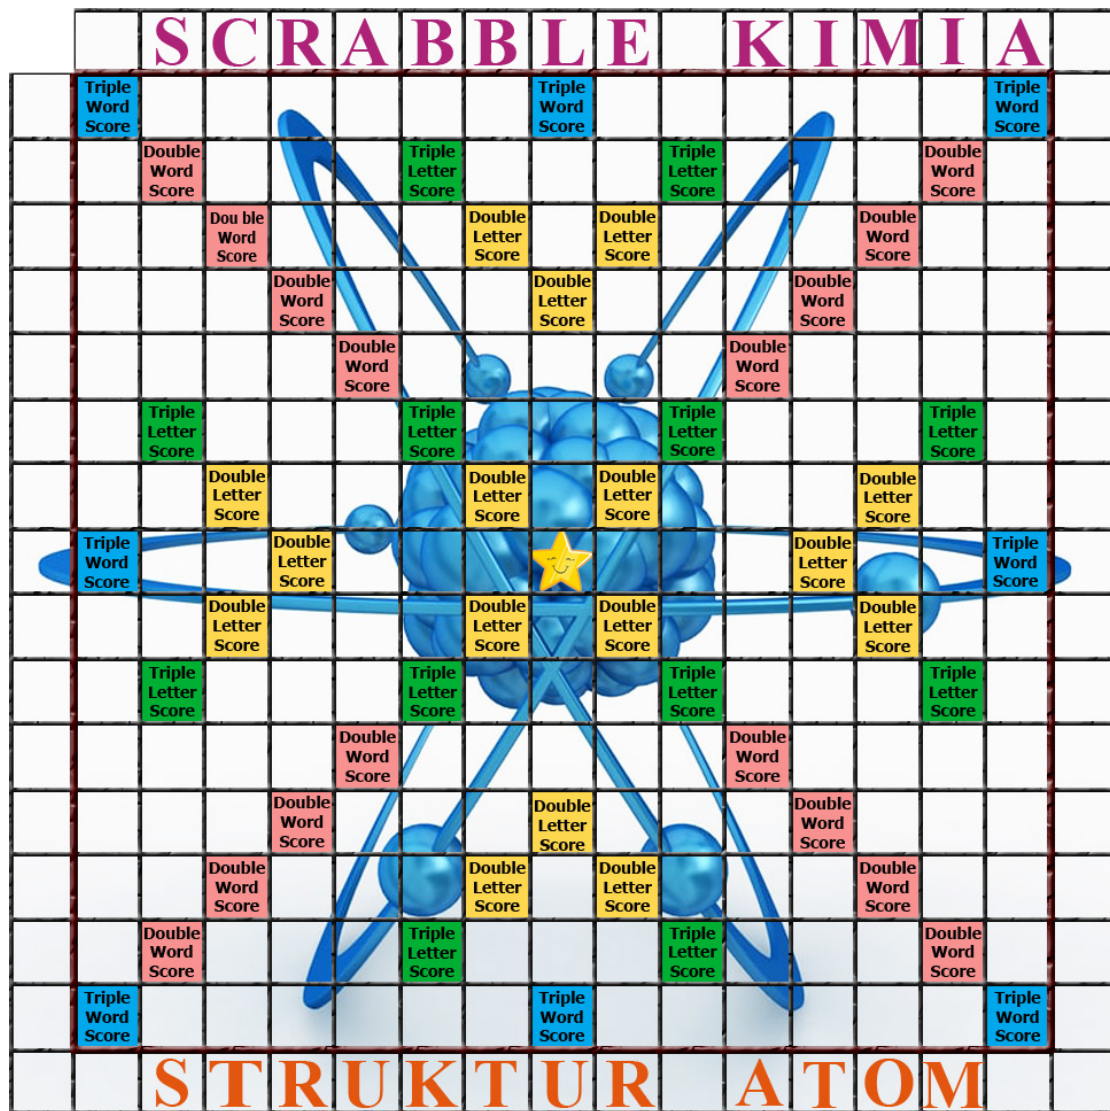 SCRABBLE KIMIA
Triple Triple Triple
Word Word Word
Score Score Score
Double Triple Triple Double
Word Letter Letter Word
Score Score Score Score
Dou ble Double Double Double
Word Letter Letter Word
Score Score Score Score
Double Double Double
Word Letter Word
Score Score Score
Double Double
Word Word
Score Score
Triple Triple Triple Triple
Letter Letter Letter Letter
Score Score Score Score
Double Double Double Double
Letter Letter Letter Letter
Score Score Score Score
Triple Double Double Triple
Word Letter Letter Word
Score Score Score Score
Double Double Double Double
Letter Letter Letter Letter
Score Score Score Score
Triple Triple Triple Triple
Letter Letter Letter Letter
Score Score Score Score
Double Double
Word Word
Score Score
Double Double Double
Word Letter Word
Score Score Score
Double Double Double Double
Word Letter Letter Word
Score Score Score Score
Double Triple Triple Double
Word Letter Letter Word
Score Score Score Score
Triple Triple Triple
Word Word Word
Score Score Score
STRUKTUR ATOM